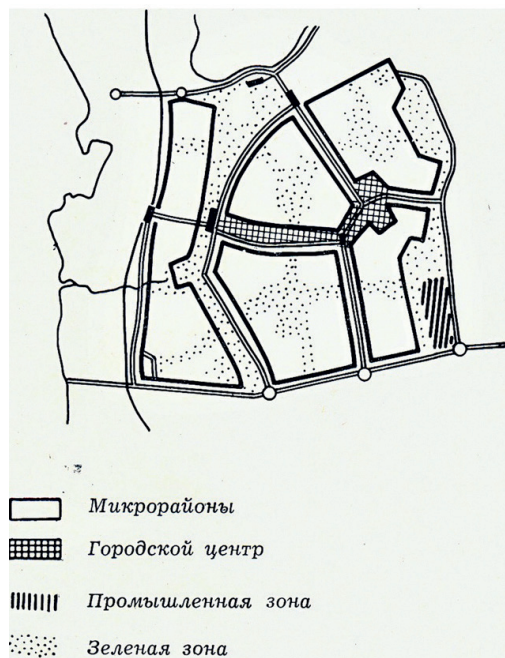 Микрорайоны
Городской центр
Промышленная зона
Зеленая зона